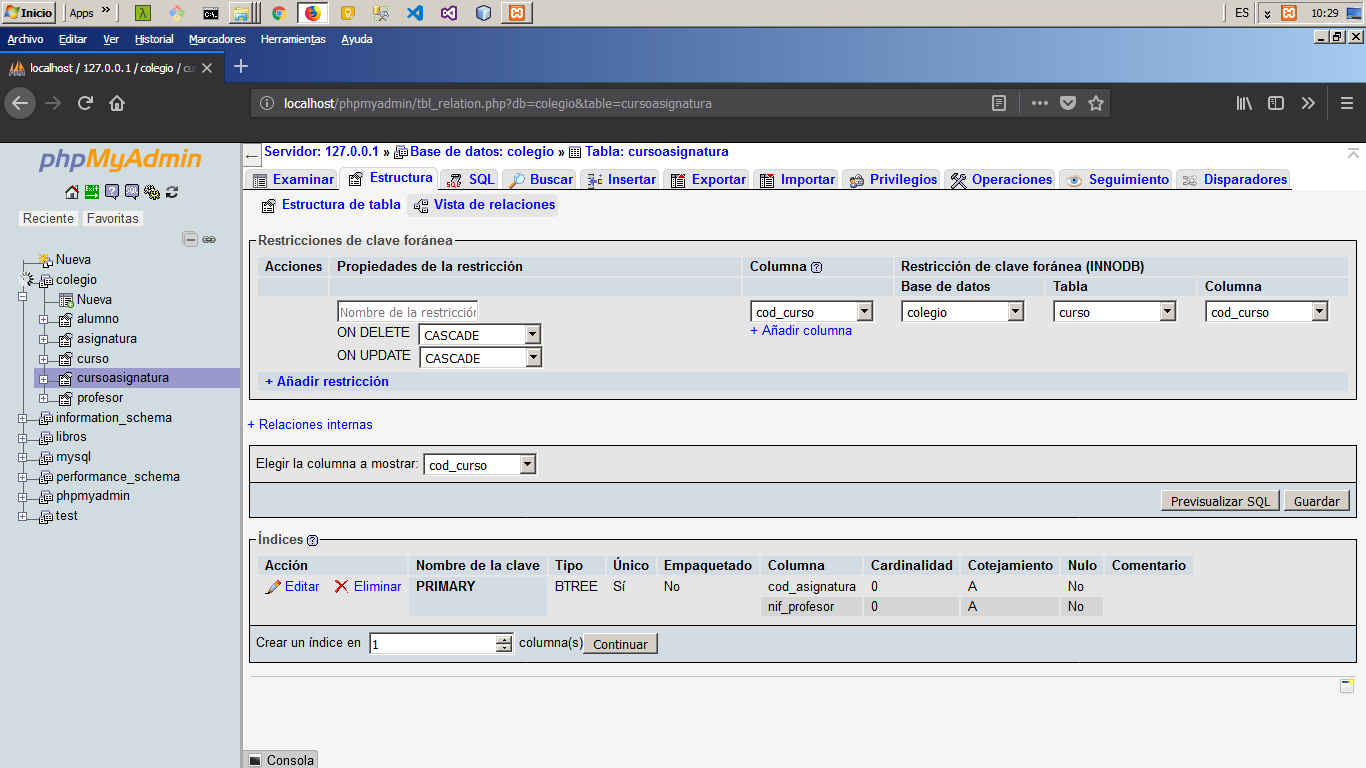 Inicio Apps » ES » 10:29
Archivo Editar Ver Historial Marcadores Herramientas Ayuda
localhost / 127.0.0.1 / colegio / cu
localhost/phpmyadmin/tbl_relation.php?db=colegio&table=cursoasignatura
phpMyAdmin
Reciente Favoritas
Nueva
colegio
Nueva
alumno
asignatura
curso
cursoasignatura
profesor
information_schema
libros
mysql
performance_schema
phpmyadmin
test
Servidor: 127.0.0.1 » Base de datos: colegio » Tabla: cursoasignatura
Examinar Estructura SQL Buscar Insertar Exportar Importar Privilegios Operaciones Seguimiento Disparadores
Estructura de tabla Vista de relaciones
Restricciones de clave foránea
Acciones Propiedades de la restricción Columna Restricción de clave foránea (INNODB)
Base de datos Tabla Columna
Nombre de la restricción cod_curso colegio curso cod_curso
ON DELETE CASCADE + Añadir columna
ON UPDATE CASCADE
+ Añadir restricción
+ Relaciones internas
Elegir la columna a mostrar: cod_curso
Previsualizar SQL Guardar
Índices
Acción Nombre de la clave Tipo Único Empaquetado Columna Cardinalidad Cotejamiento Nulo Comentario
Editar Eliminar PRIMARY BTREE Sí No cod_asignatura 0 A No
nif_profesor 0 A No
Crear un índice en 1 columna(s) Continuar
Consola